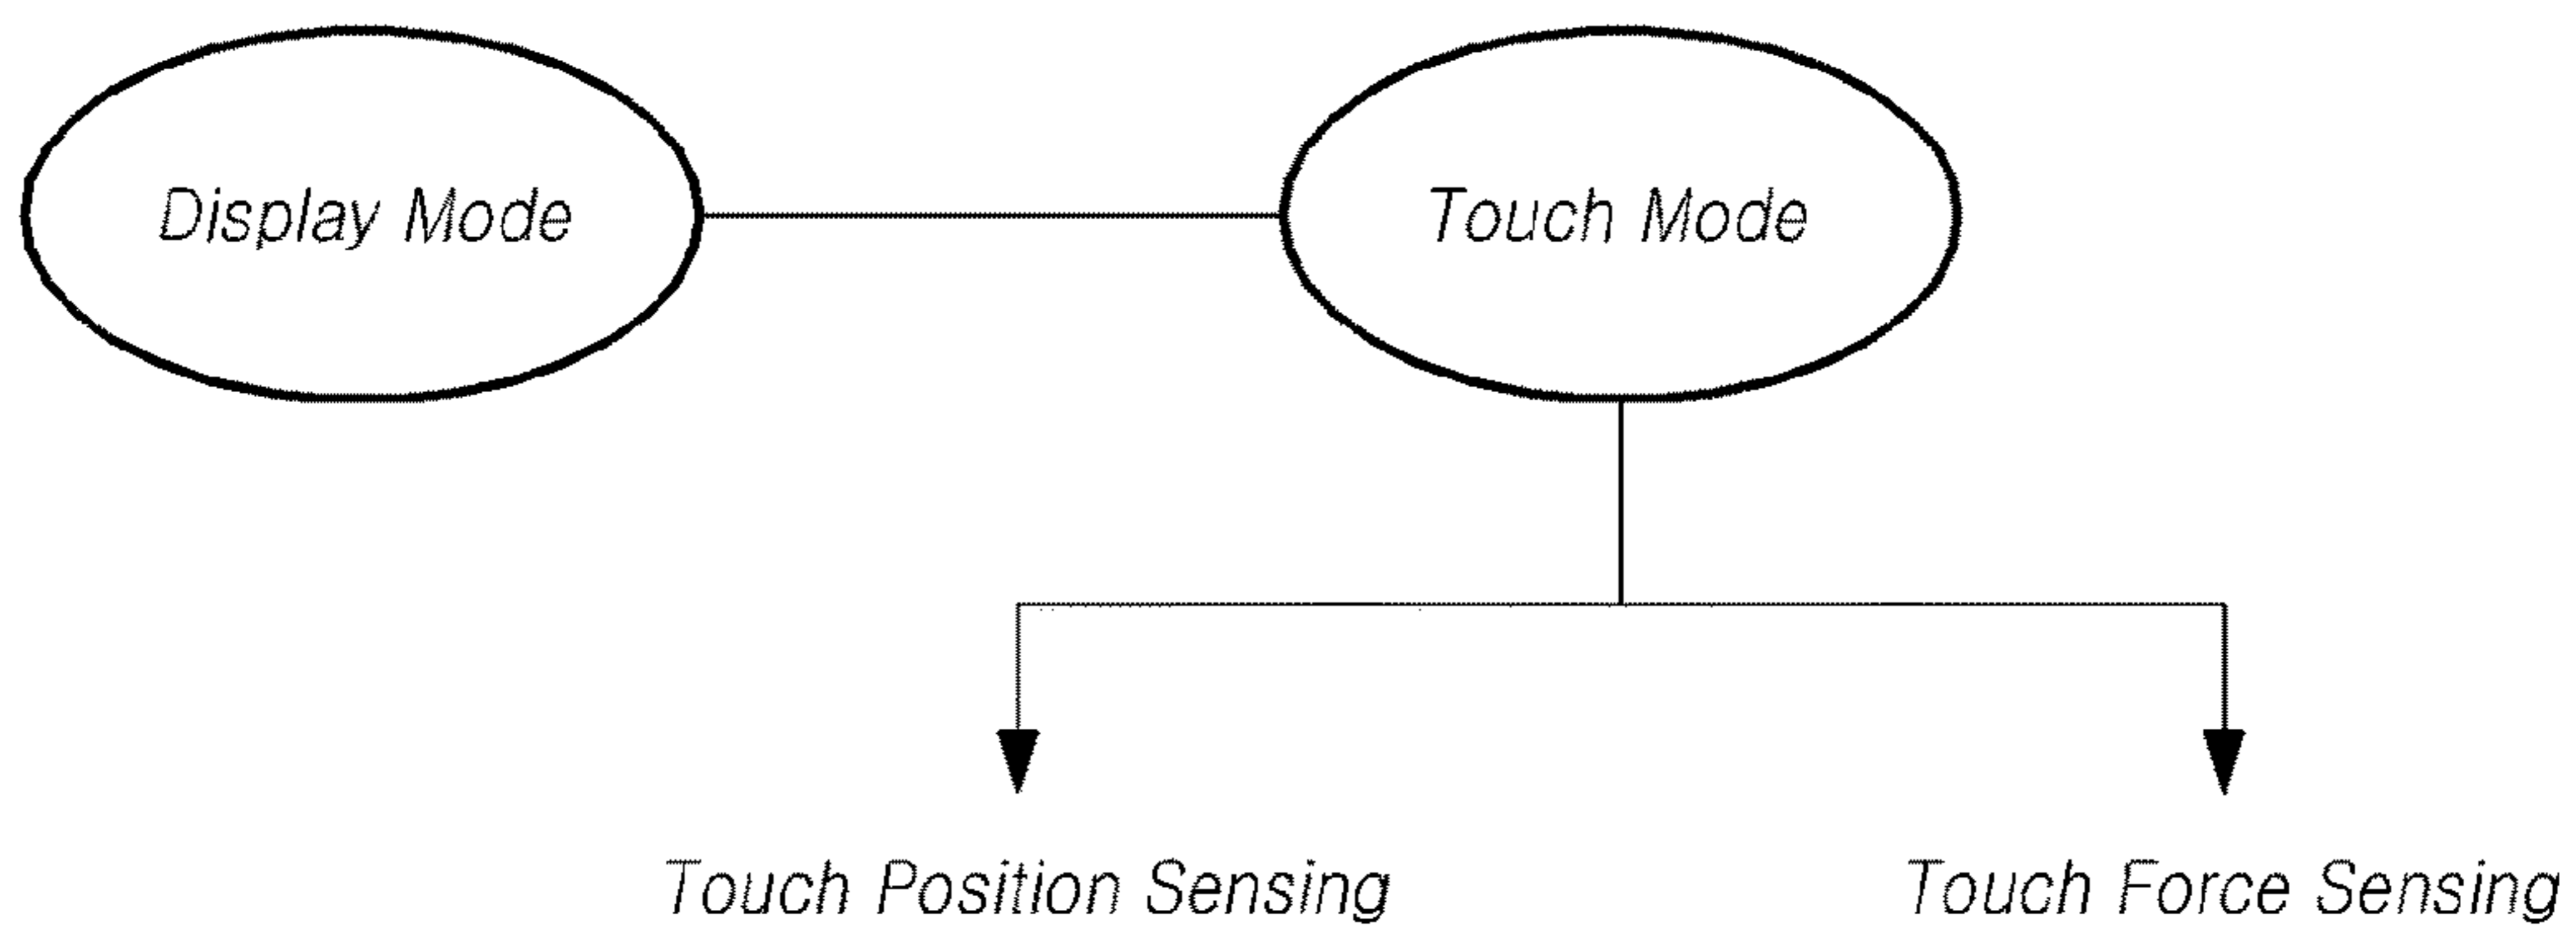 Display Mode
Touch Mode
Touch Position Sensing
Touch Force Sensing